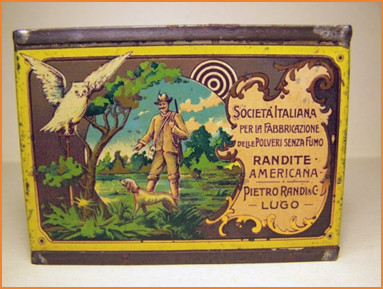 SOCIETÀ ITALIANA
PER LA FABBRICAZIONE
DELLE POLVERI SENZA FUMO
RANDITE
AMERICANA
PIETRO RANDI & C.
LUGO